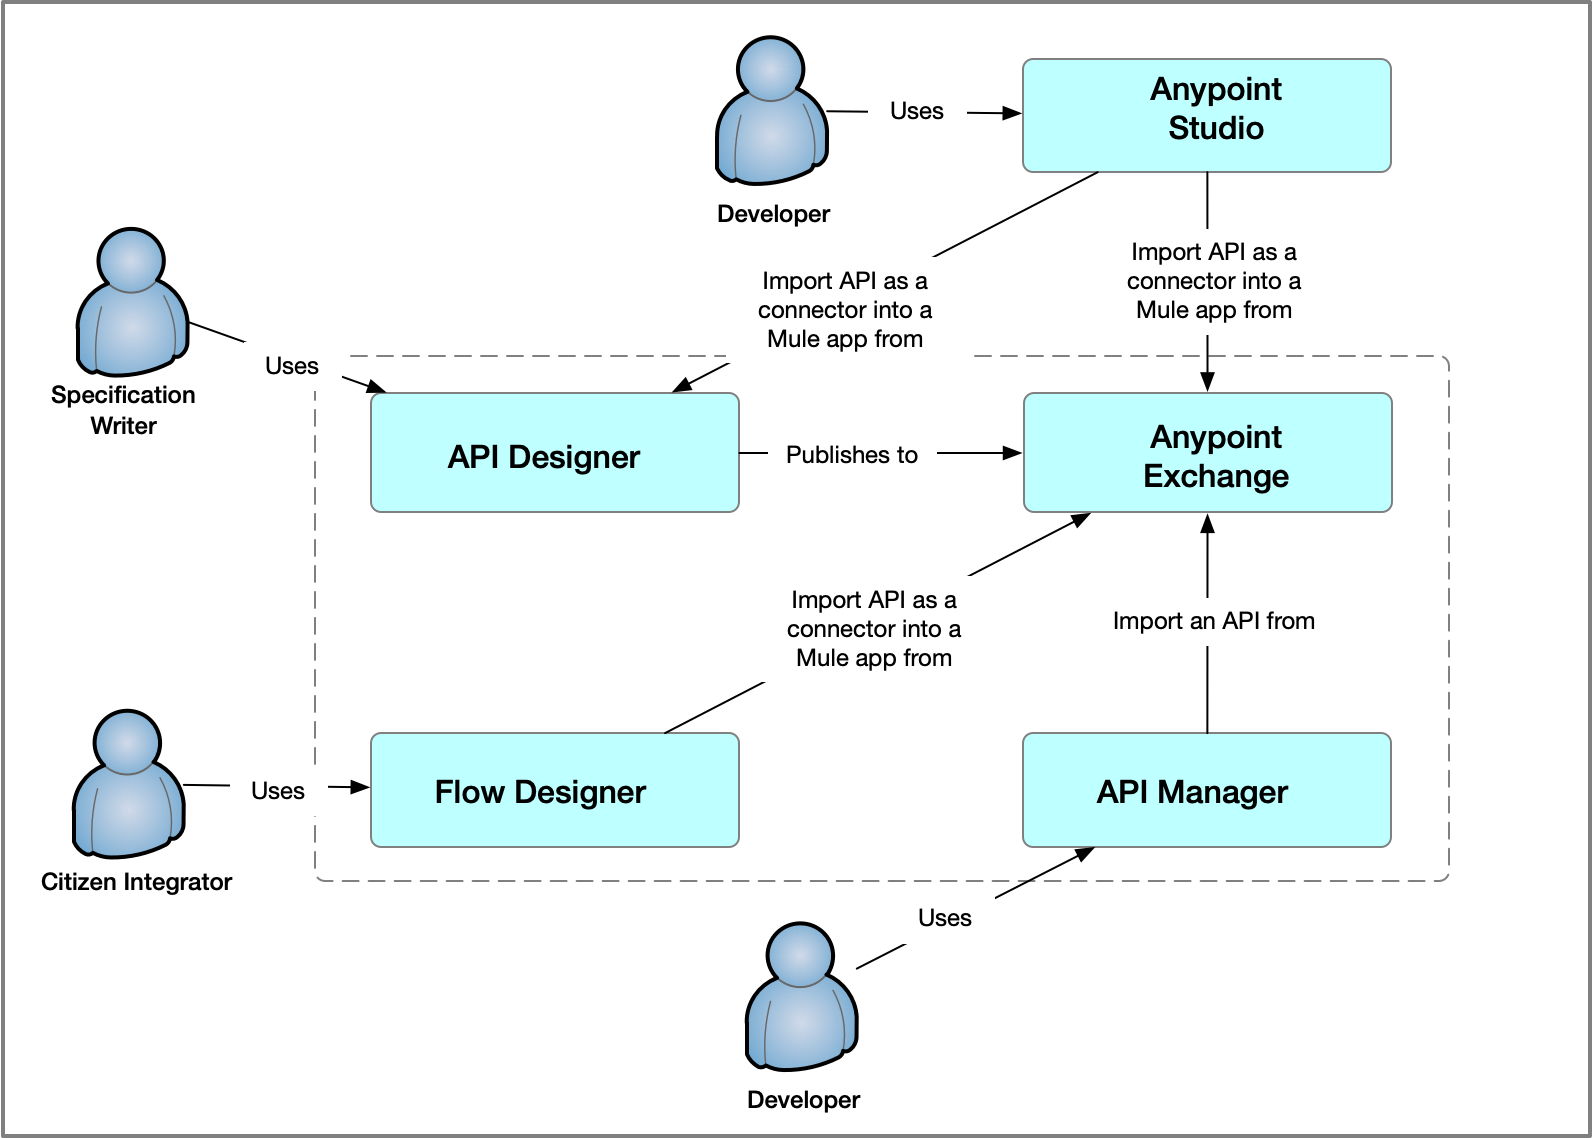 Uses
Anypoint
Studio
Developer
Import API as a
connector into a
Mule app from
Import API as a
connector into a
Mule app from
Uses
Specification
Writer
API Designer
Publishes to
Anypoint
Exchange
Import API as a
connector into a
Mule app from
Import an API from
Uses
Flow Designer
API Manager
Citizen Integrator
Uses
Developer